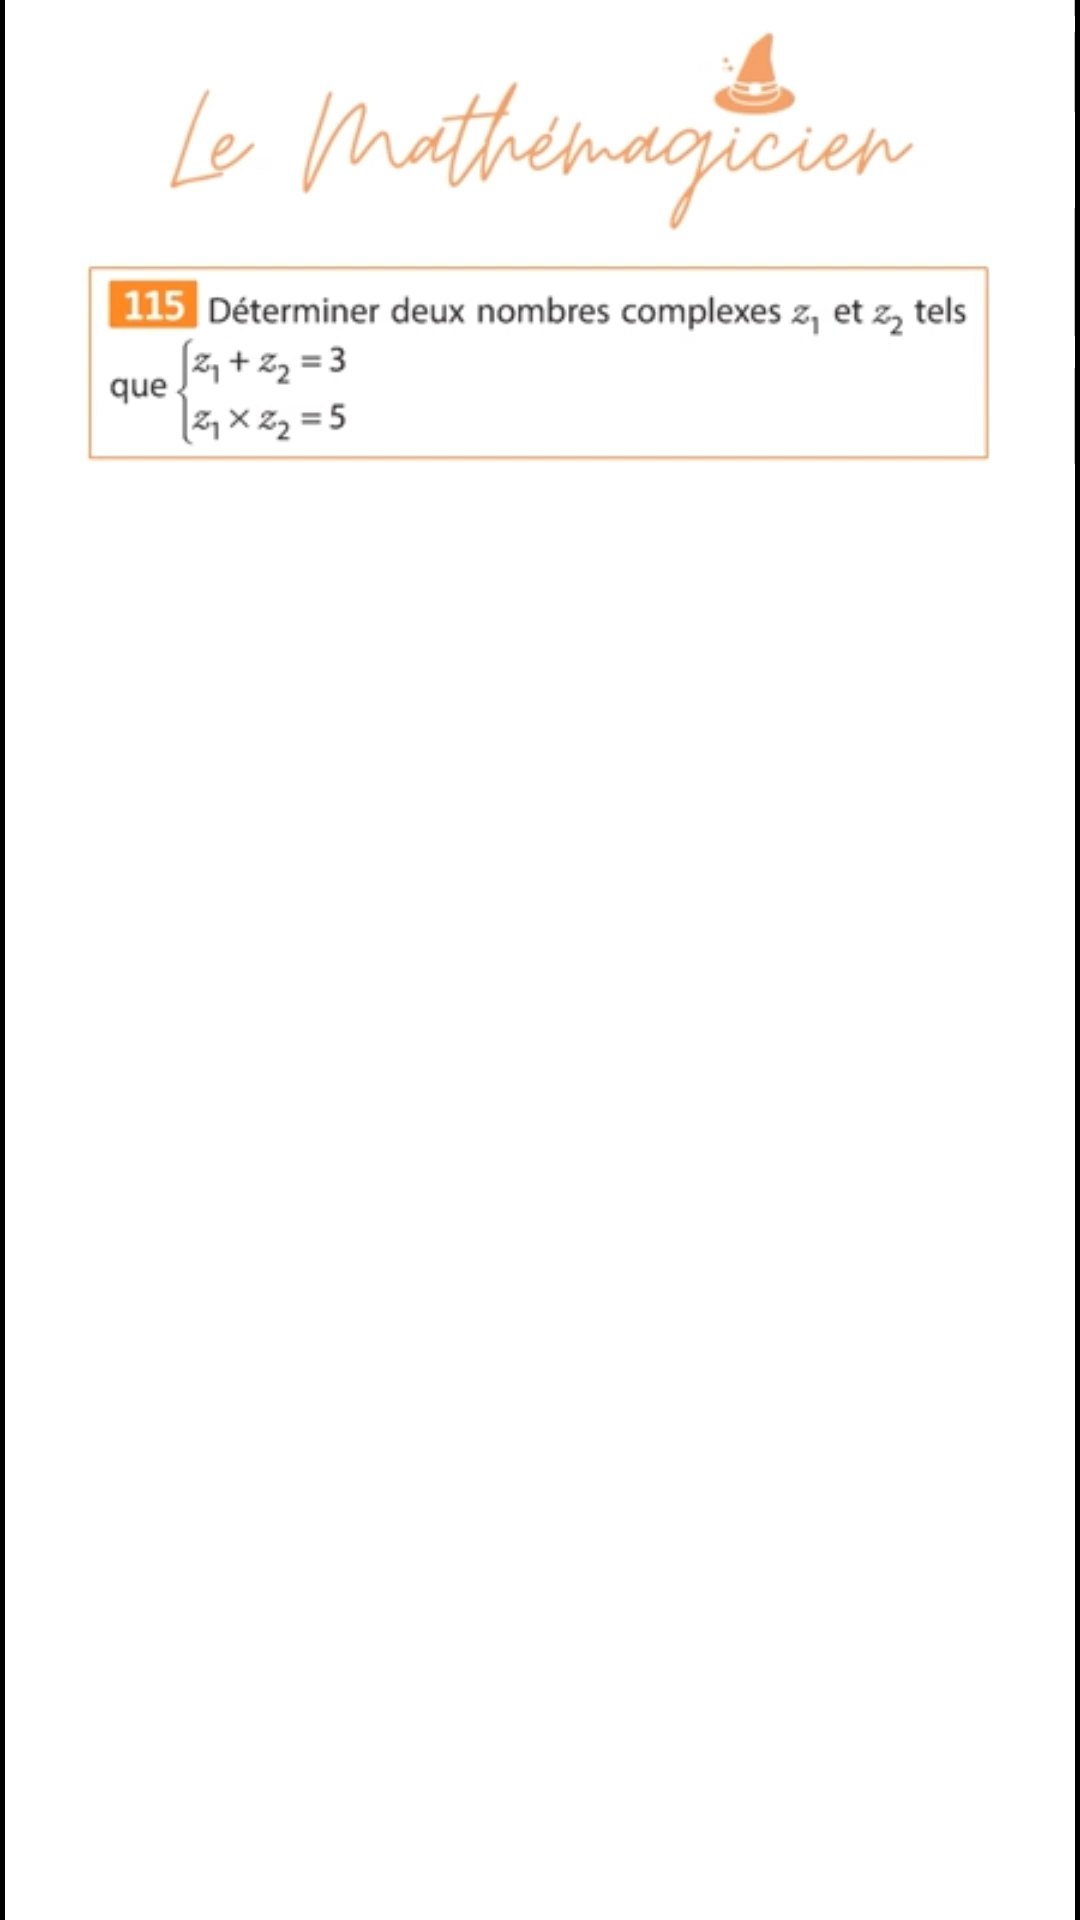 Le Mathémagicien
115 Déterminer deux nombres complexes z₁ et z₂ tels
que { z₁ + z₂ = 3
z₁ × z₂ = 5